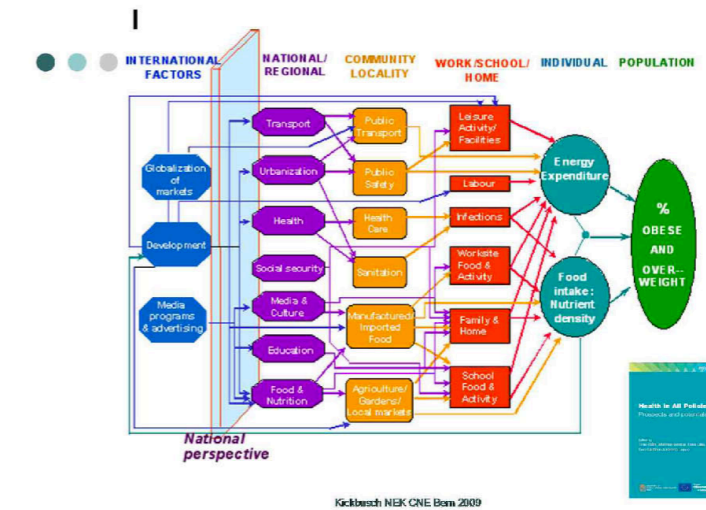 I
INTERNATIONAL
FACTORS
NATIONAL/
REGIONAL
COMMUNITY
LOCALITY
WORK/SCHOOL/
HOME
INDIVIDUAL
POPULATION
Globalization
of
markets
Development
Media
programs
& advertising
Transport
Urbanization
Health
Social security
Media &
Culture
Education
Food &
Nutrition
National
perspective
Public
Transport
Public
Safety
Health
Care
Sanitation
Manufactured/
Imported
Food
Agriculture/
Gardens/
Local markets
Leisure
Activity/
Facilities
Labour
Infections
Worksite
Food &
Activity
Family &
Home
School
Food &
Activity
Energy
Expenditure
Food
intake:
Nutrient
density
%
OBESE
AND
OVER--
WEIGHT
Health in All Policies
Kickbusch NEK CNE Bern 2009